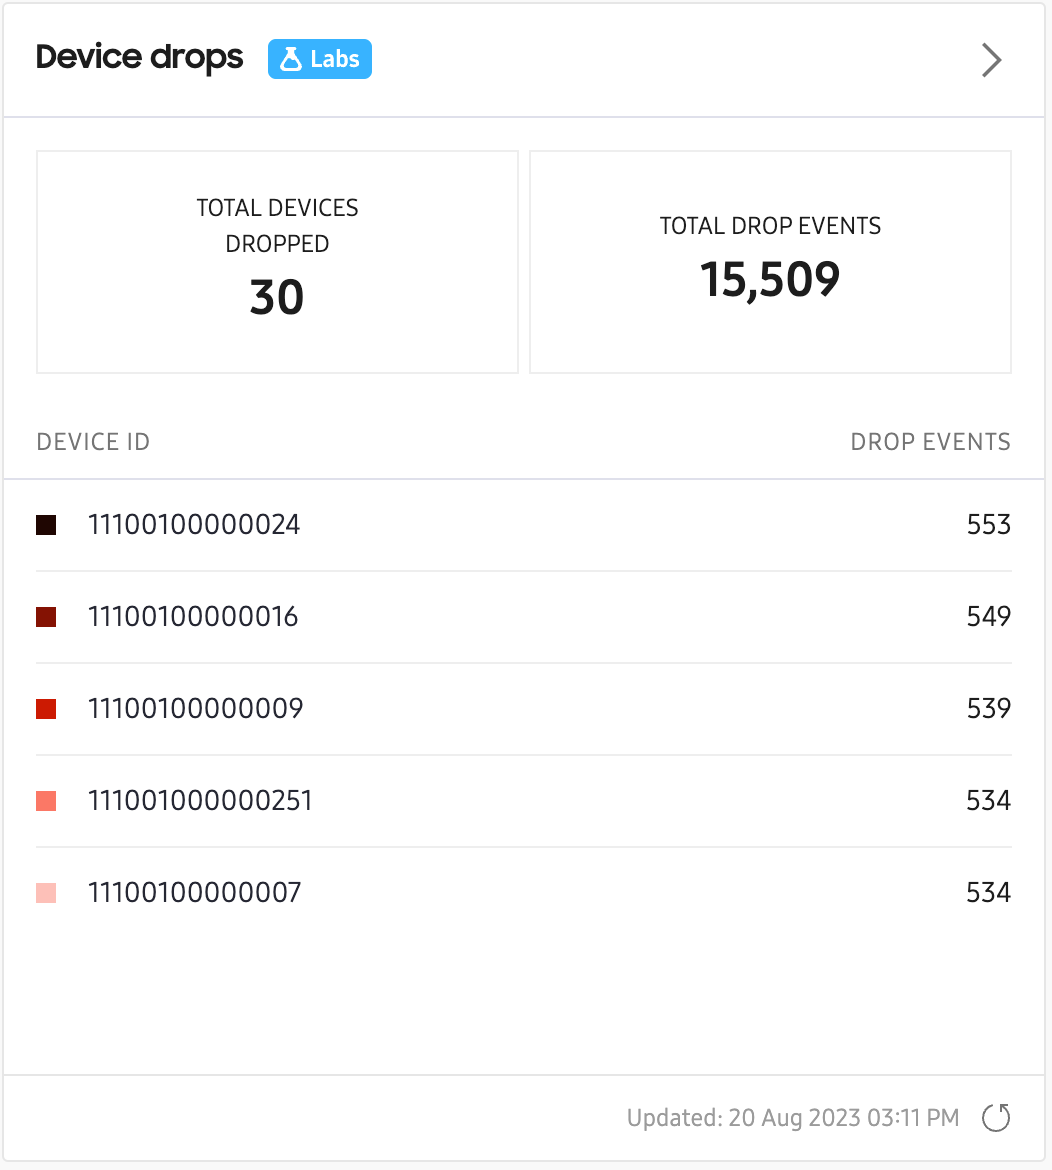 Device drops
Labs
TOTAL DEVICES
DROPPED
30
TOTAL DROP EVENTS
15,509
DEVICE ID DROP EVENTS
11100100000024 553
11100100000016 549
11100100000009 539
111001000000251 534
11100100000007 534
Updated: 20 Aug 2023 03:11 PM